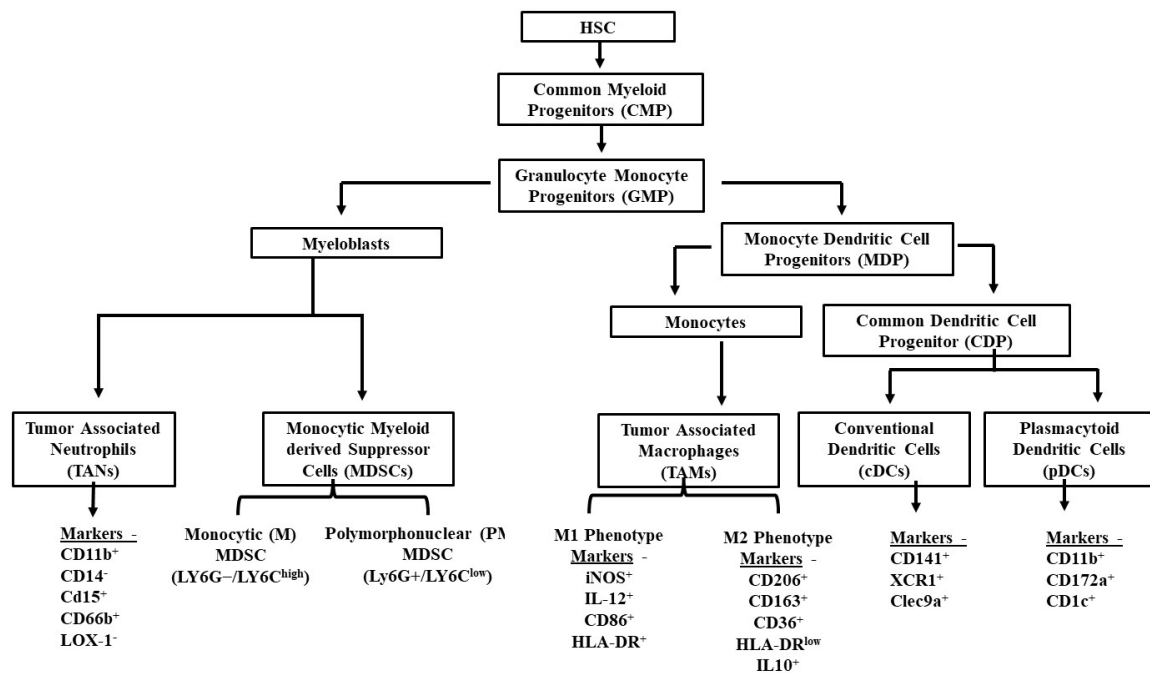 HSC
Common Myeloid
Progenitors (CMP)
Granulocyte Monocyte
Progenitors (GMP)
Myeloblasts
Monocyte Dendritic Cell
Progenitors (MDP)
Monocytes
Common Dendritic Cell
Progenitor (CDP)
Tumor Associated
Neutrophils
(TANs)
Monocytic Myeloid
derived Suppressor
Cells (MDSCs)
Tumor Associated
Macrophages
(TAMs)
Conventional
Dendritic Cells
(cDCs)
Plasmacytoid
Dendritic Cells
(pDCs)
Markers -
CD11b⁺
CD14⁻
Cd15⁺
CD66b⁺
LOX-1⁻
Monocytic (M)
MDSC
(LY6G−/LY6Cʰⁱᵍʰ)
Polymorphonuclear (PM
MDSC
(Ly6G+/LY6Cˡᵒʷ)
M1 Phenotype
Markers -
iNOS⁺
IL-12⁺
CD86⁺
HLA-DR⁺
M2 Phenotype
Markers -
CD206⁺
CD163⁺
CD36⁺
HLA-DRˡᵒʷ
IL10⁺
Markers -
CD141⁺
XCR1⁺
Clec9a⁺
Markers -
CD11b⁺
CD172a⁺
CD1c⁺